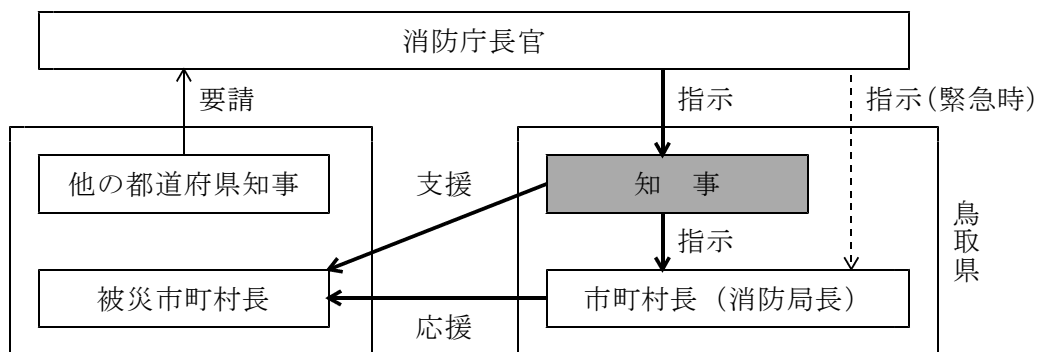 消防庁長官
要請
指示
指示(緊急時)
他の都道府県知事
支援
知 事
指示
鳥取県
被災市町村長
応援
市町村長(消防局長)